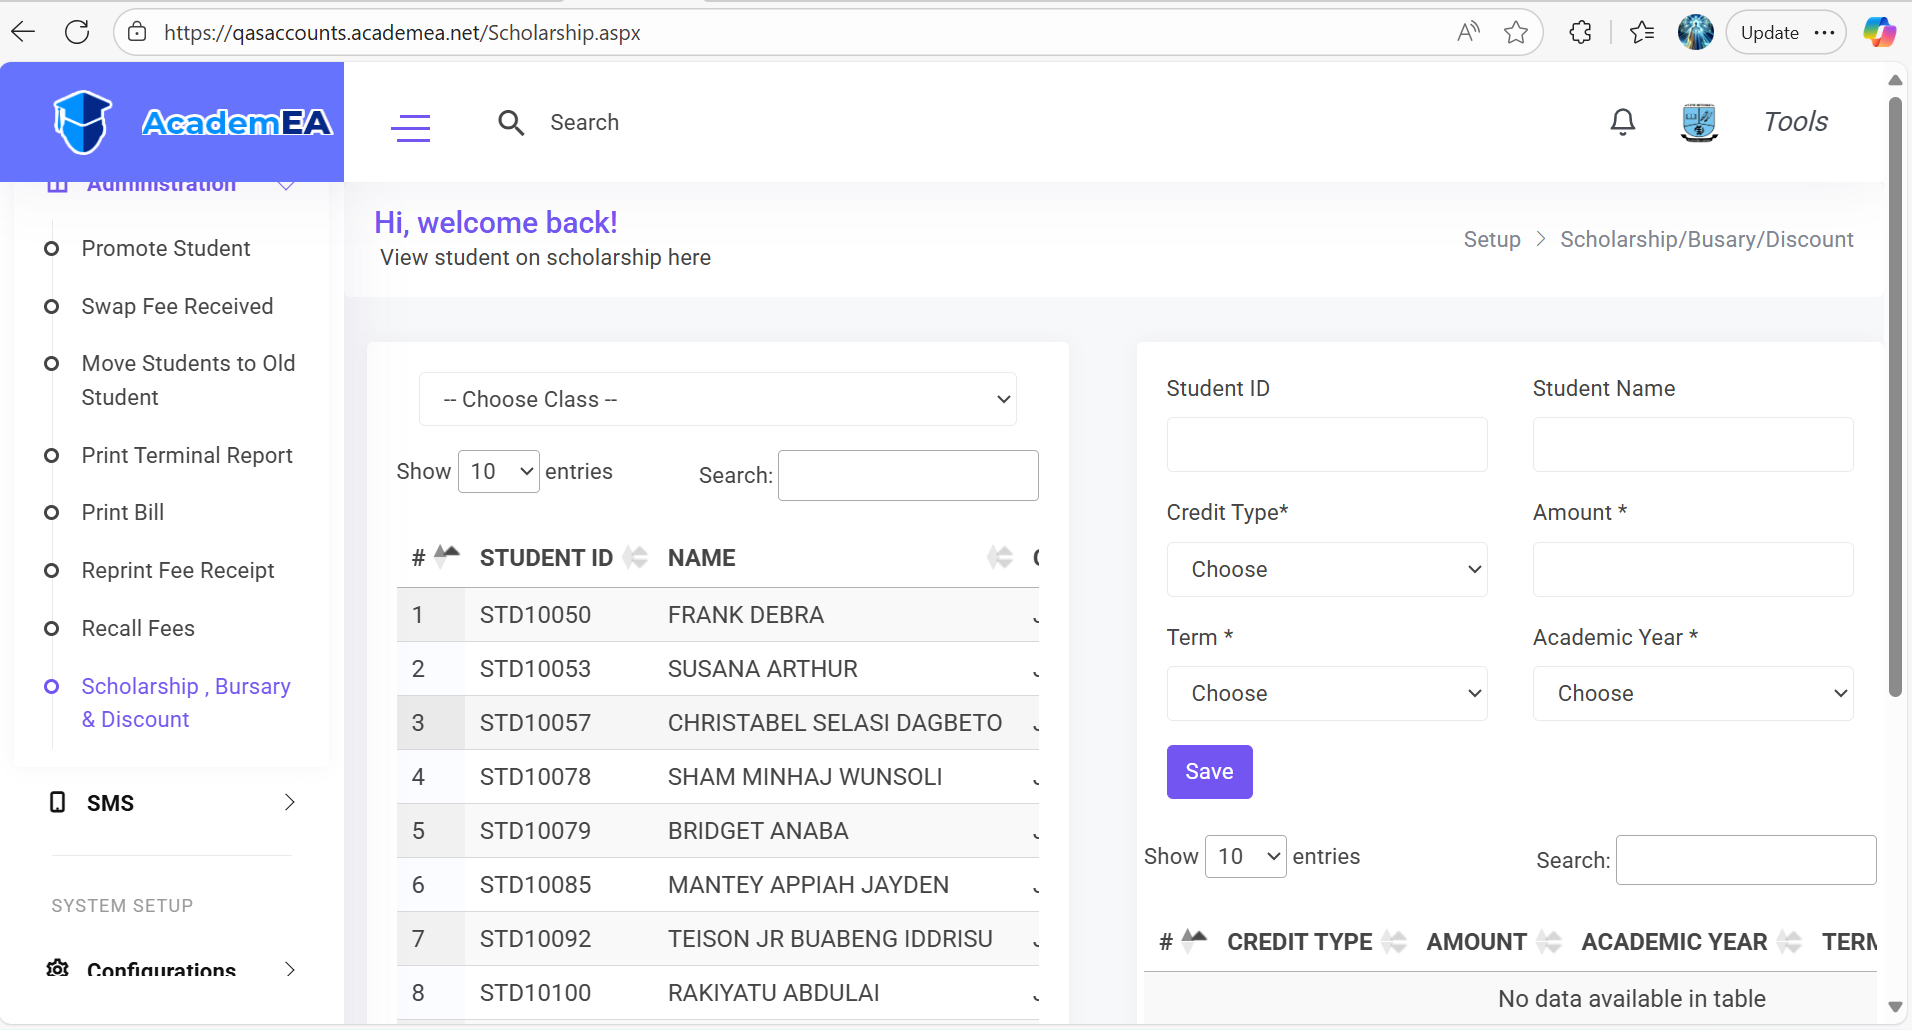 https://qasaccounts.academea.net/Scholarship.aspx
Update
AcademEA
Search
Tools
Administration
Promote Student
Swap Fee Received
Move Students to Old
Student
Print Terminal Report
Print Bill
Reprint Fee Receipt
Recall Fees
Scholarship , Bursary
& Discount
SMS
SYSTEM SETUP
Configurations
Hi, welcome back!
View student on scholarship here
Setup
Scholarship/Busary/Discount
-- Choose Class --
Show 10 entries
Search:
# STUDENT ID NAME
1 STD10050 FRANK DEBRA
2 STD10053 SUSANA ARTHUR
3 STD10057 CHRISTABEL SELASI DAGBETO
4 STD10078 SHAM MINHAJ WUNSOLI
5 STD10079 BRIDGET ANABA
6 STD10085 MANTEY APPIAH JAYDEN
7 STD10092 TEISON JR BUABENG IDDRISU
8 STD10100 RAKIYATU ABDULAI
Student ID
Student Name
Credit Type*
Amount *
Choose
Term *
Academic Year *
Choose
Choose
Save
Show 10 entries
Search:
# CREDIT TYPE AMOUNT ACADEMIC YEAR TERM
No data available in table